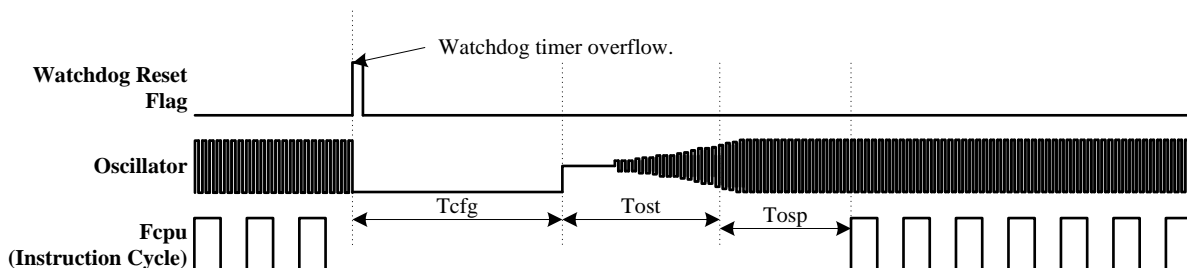 Watchdog timer overflow.
Watchdog Reset
Flag
Oscillator
Tcfg
Tost
Tosp
Fcpu
(Instruction Cycle)